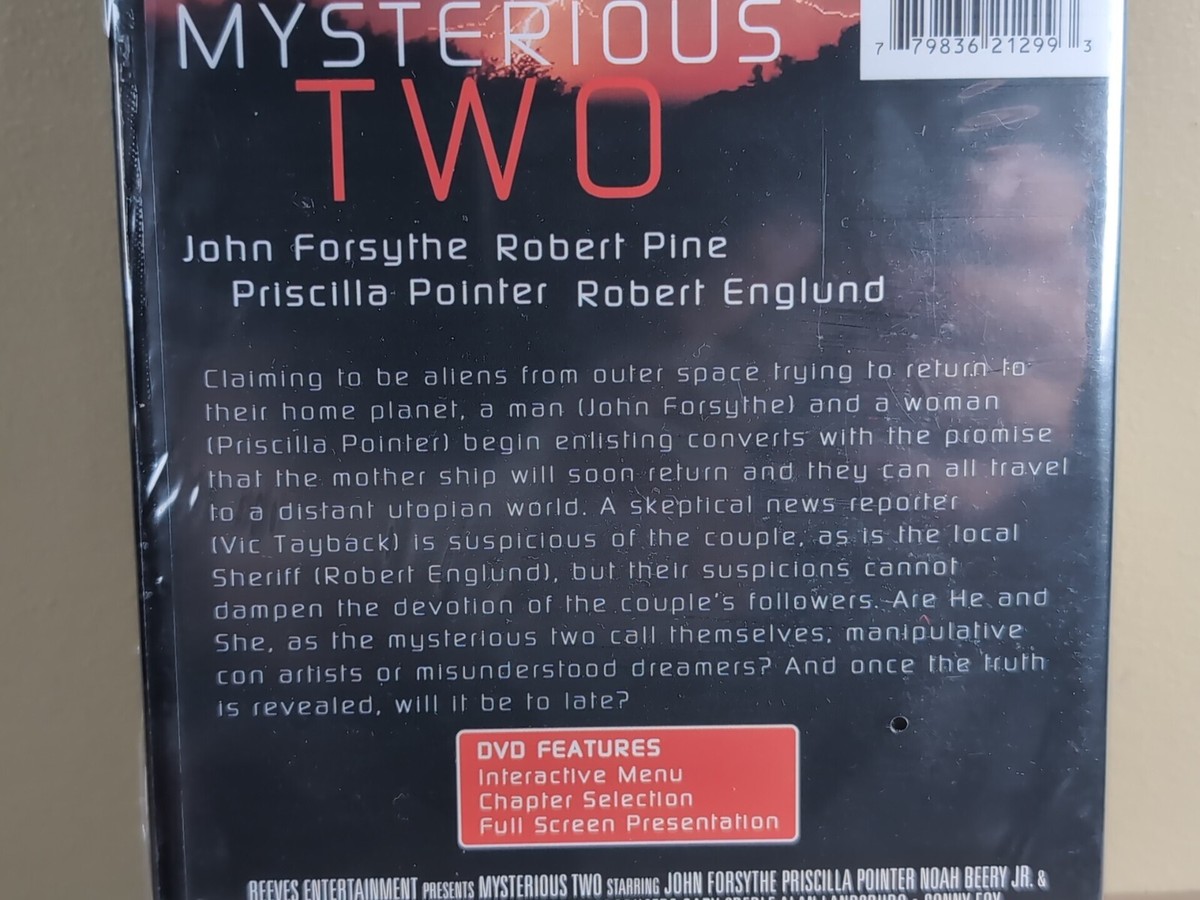 MYSTERIOUS
TWO
7 79836 21299 3
John Forsythe Robert Pine
Priscilla Pointer Robert Englund
Claiming to be aliens from outer space trying to return to
their home planet, a man (John Forsythe) and a woman
(Priscilla Pointer) begin enlisting converts with the promise
that the mother ship will soon return and they can all travel
to a distant utopian world. A skeptical news reporter
(Vic Tayback) is suspicious of the couple, as is the local
Sheriff (Robert Englund), but their suspicions cannot
dampen the devotion of the couple's followers. Are He and
She, as the mysterious two call themselves, manipulative
con artists or misunderstood dreamers? And once the truth
is revealed, will it be to late?
DVD FEATURES
Interactive Menu
Chapter Selection
Full Screen Presentation
REEVES ENTERTAINMENT PRESENTS MYSTERIOUS TWO STARRING JOHN FORSYTHE PRISCILLA POINTER NOAH BEERY JR. &